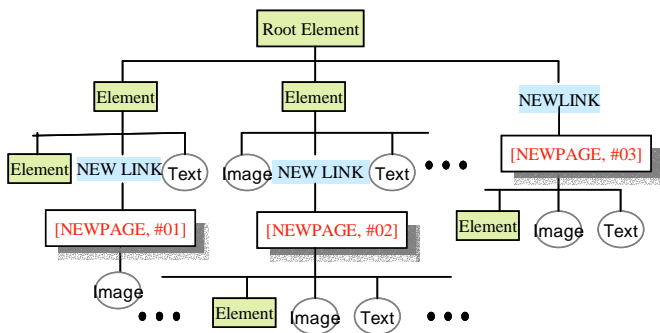 Root Element
Element
Element
NEWLINK
Element
NEW LINK
Text
Image
NEW LINK
Text
[NEWPAGE, #03]
[NEWPAGE, #01]
[NEWPAGE, #02]
Element
Image
Text
Image
Element
Image
Text